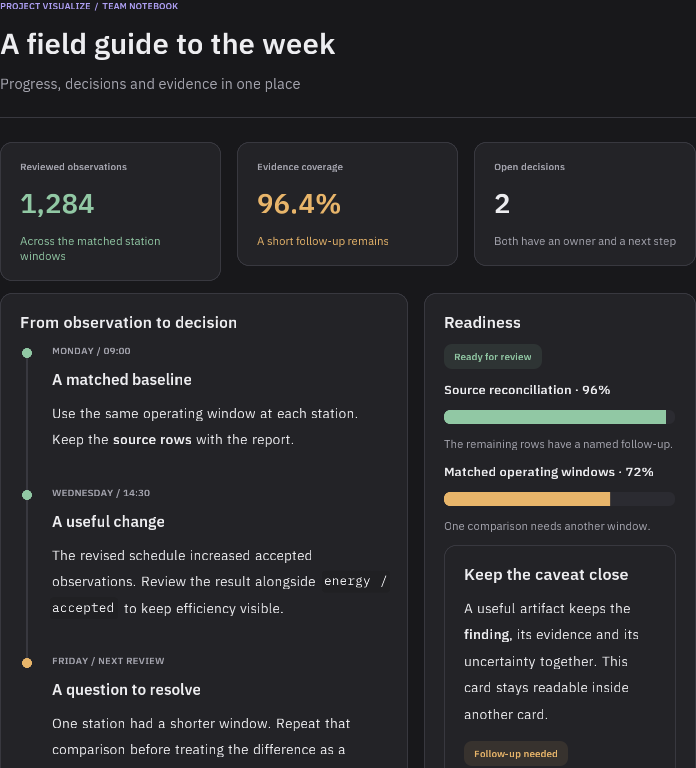 PROJECT VISUALIZE / TEAM NOTEBOOK
A field guide to the week
Progress, decisions and evidence in one place
Reviewed observations
1,284
Across the matched station
windows
Evidence coverage
96.4%
A short follow-up remains
Open decisions
2
Both have an owner and a next step
From observation to decision
MONDAY / 09:00
A matched baseline
Use the same operating window at each station.
Keep the source rows with the report.
WEDNESDAY / 14:30
A useful change
The revised schedule increased accepted
observations. Review the result alongside energy /
accepted to keep efficiency visible.
FRIDAY / NEXT REVIEW
A question to resolve
One station had a shorter window. Repeat that
comparison before treating the difference as a
Readiness
Ready for review
Source reconciliation · 96%
The remaining rows have a named follow-up.
Matched operating windows · 72%
One comparison needs another window.
Keep the caveat close
A useful artifact keeps the
finding, its evidence and its
uncertainty together. This
card stays readable inside
another card.
Follow-up needed